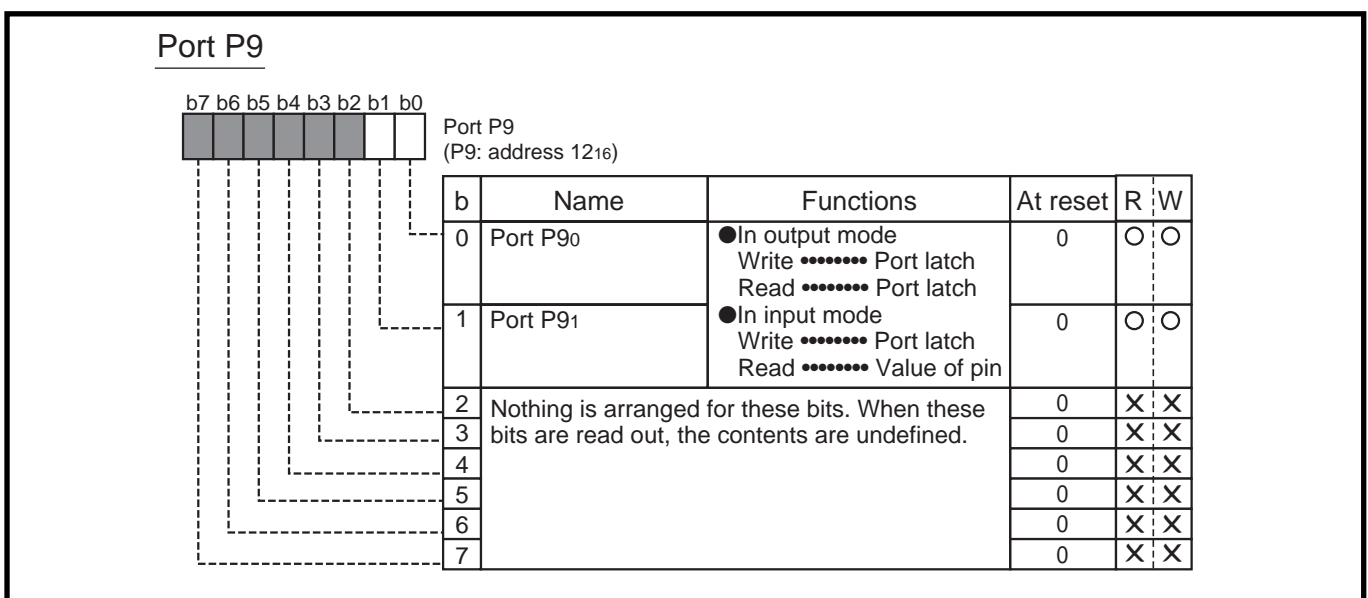 Port P9
b7 b6 b5 b4 b3 b2 b1 b0
Port P9
(P9: address 12₁₆)
b Name Functions At reset R W
0 Port P9₀ ●In output mode 0 O O
Write •••••••• Port latch
Read •••••••• Port latch
1 Port P9₁ ●In input mode 0 O O
Write •••••••• Port latch
Read •••••••• Value of pin
2 Nothing is arranged for these bits. When these 0 X X
3 bits are read out, the contents are undefined. 0 X X
4 0 X X
5 0 X X
6 0 X X
7 0 X X